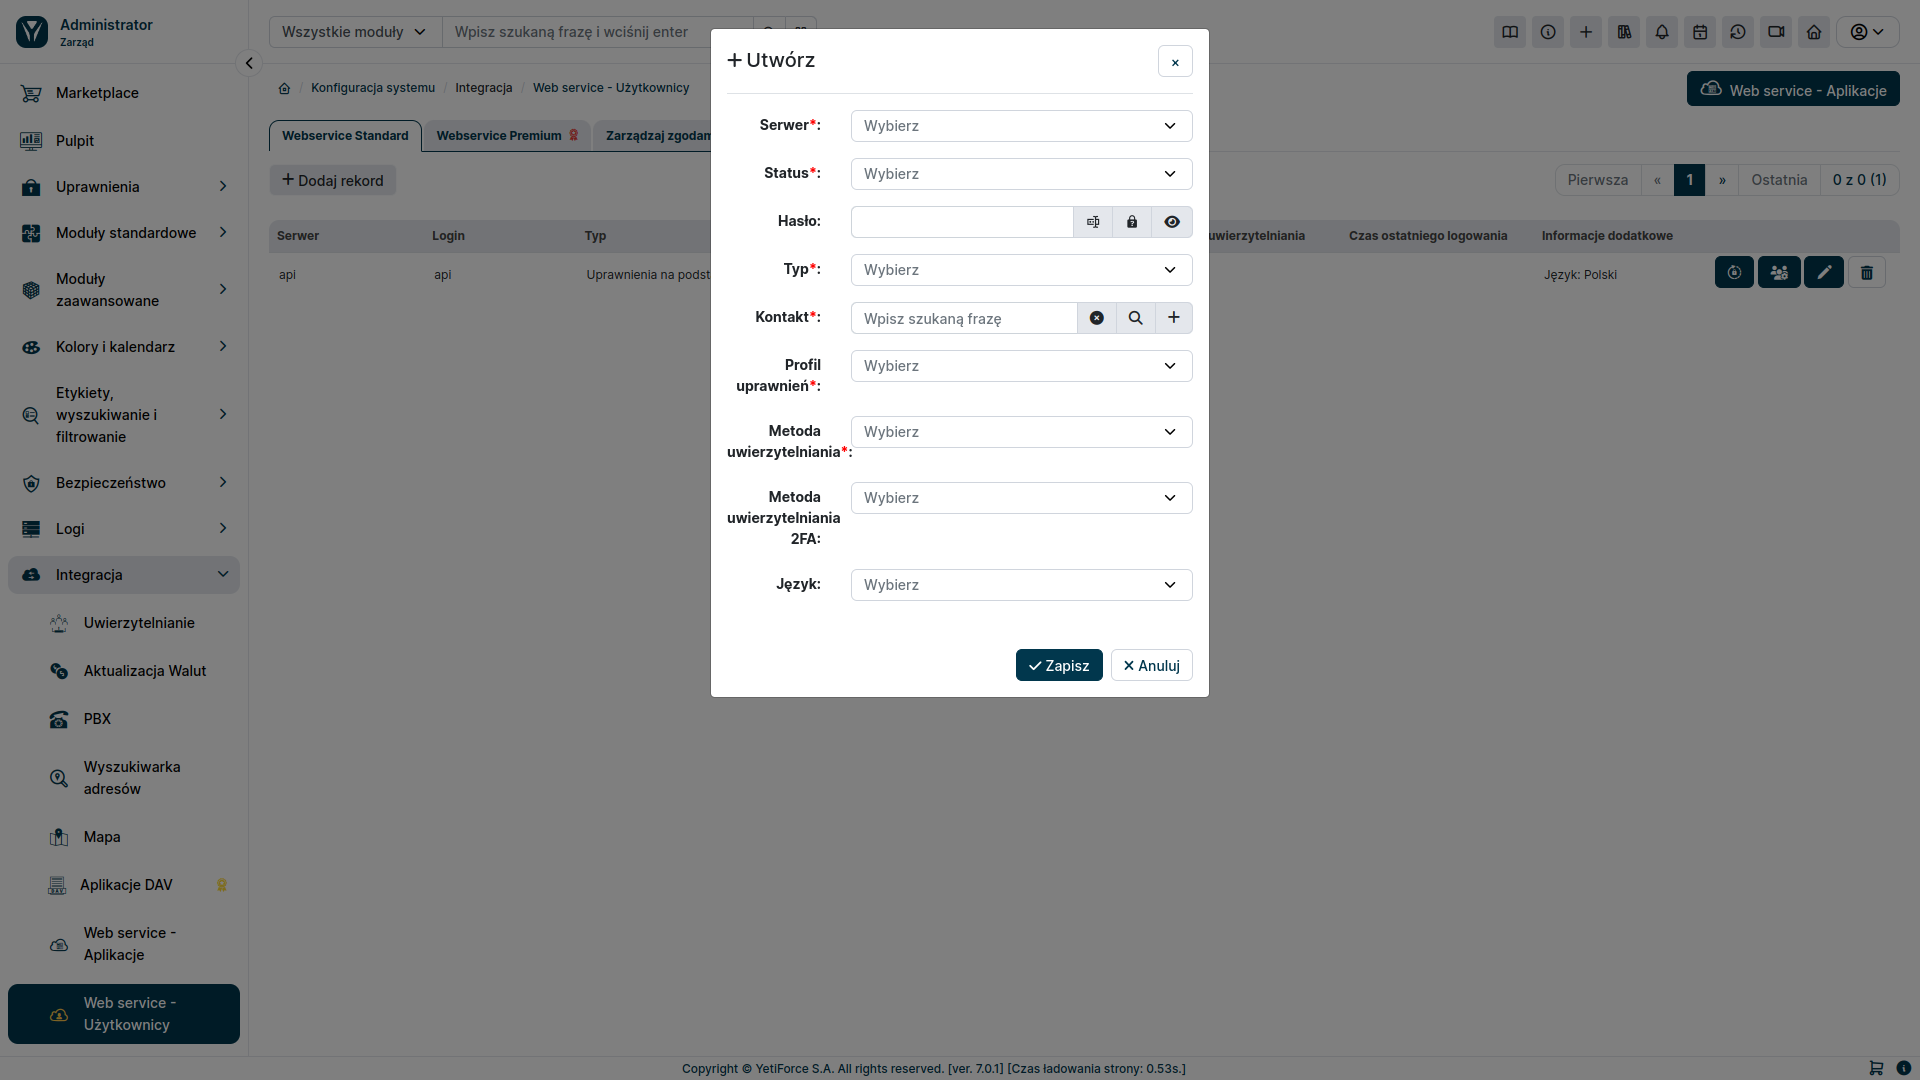 Administrator
Zarząd
Wszystkie moduły
Wpisz szukaną frazę i wciśnij enter
Marketplace
Pulpit
Uprawnienia
Moduły standardowe
Moduły
zaawansowane
Kolory i kalendarz
Etykiety,
wyszukiwanie i
filtrowanie
Bezpieczeństwo
Logi
Integracja
Uwierzytelnianie
Aktualizacja Walut
PBX
Wyszukiwarka
adresów
Mapa
Aplikacje DAV
Web service -
Aplikacje
Web service -
Użytkownicy
/ Konfiguracja systemu / Integracja / Web service - Użytkownicy
Web service - Aplikacje
Webservice Standard
Webservice Premium
Zarządzaj zgodam
Dodaj rekord
Pierwsza « 1 » Ostatnia 0 z 0 (1)
Serwer Login Typ uwierzytelniania Czas ostatniego logowania Informacje dodatkowe
api api Uprawnienia na podst Język: Polski
+ Utwórz
×
Serwer*: Wybierz
Status*: Wybierz
Hasło:
Typ*: Wybierz
Kontakt*: Wpisz szukaną frazę
Profil
uprawnień*:
Wybierz
Metoda
uwierzytelniania*:
Wybierz
Metoda
uwierzytelniania
2FA:
Wybierz
Język: Wybierz
Zapisz
Anuluj
Copyright © YetiForce S.A. All rights reserved. [ver. 7.0.1] [Czas ładowania strony: 0.53s.]